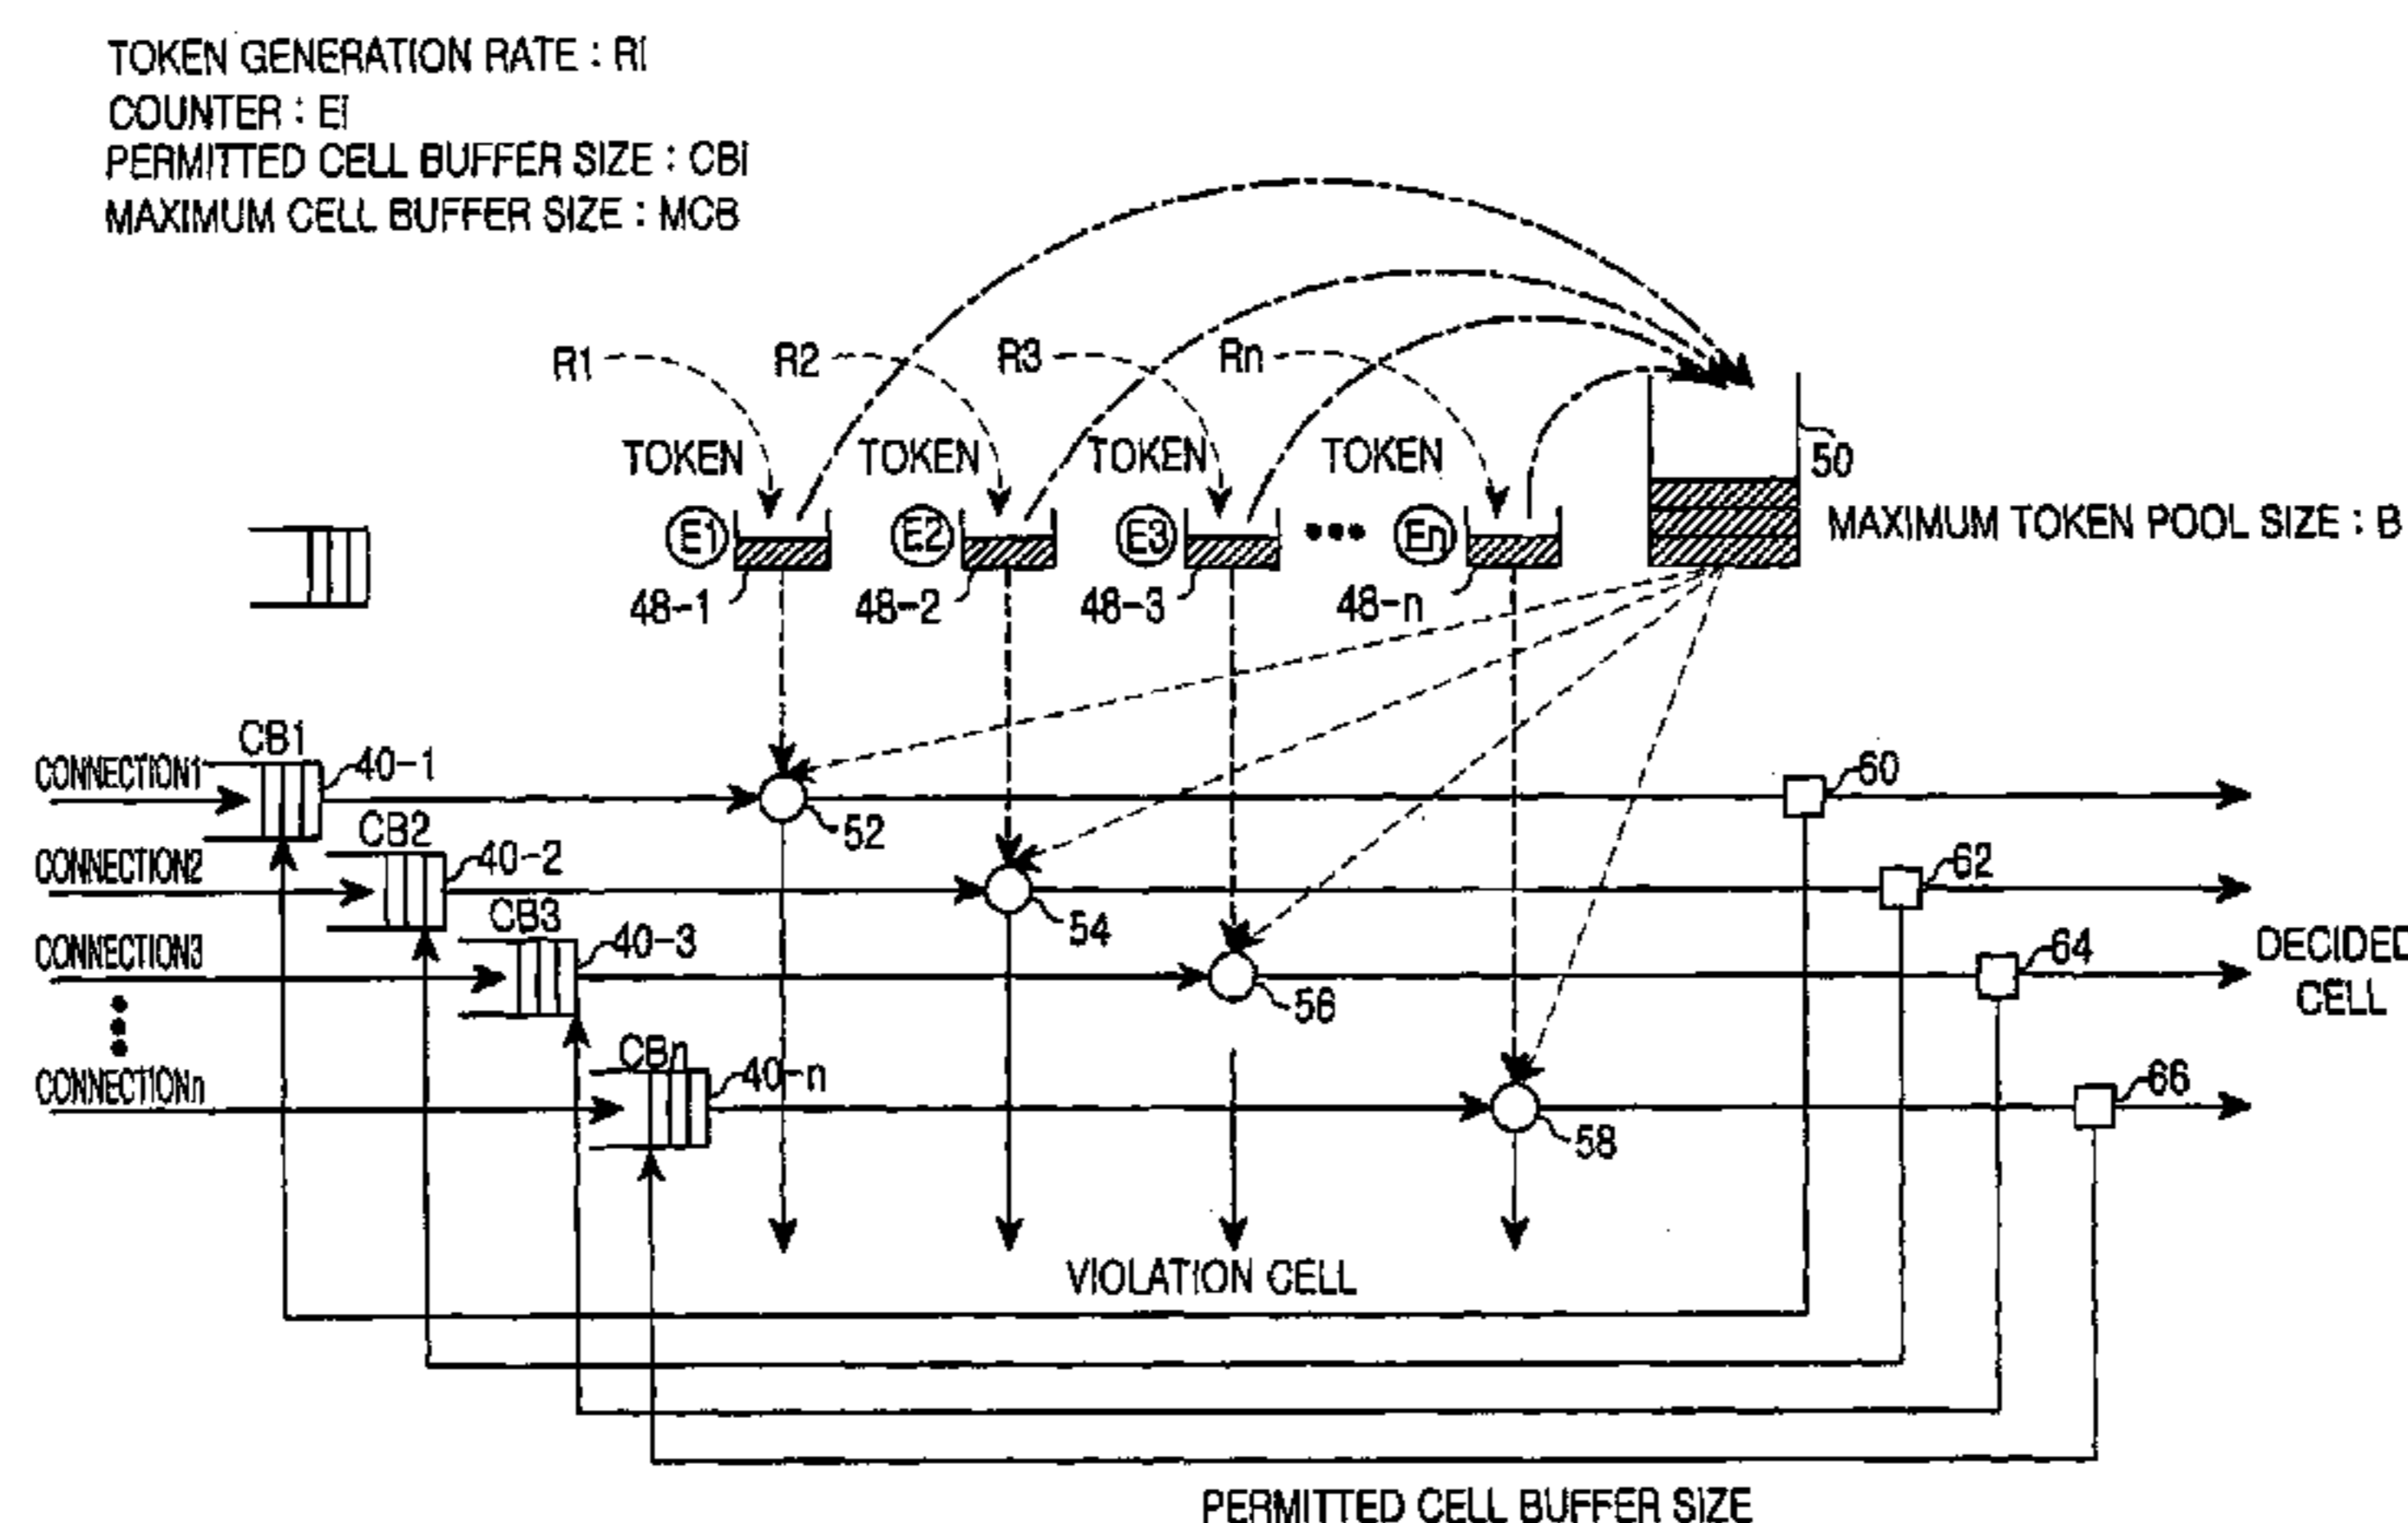 TOKEN GENERATION RATE : Ri
COUNTER : Ei
PERMITTED CELL BUFFER SIZE : CBi
MAXIMUM CELL BUFFER SIZE : MCB
R1
R2
R3
Rn
TOKEN
TOKEN
TOKEN
TOKEN
50
E1
E2
E3
En
MAXIMUM TOKEN POOL SIZE : B
48-1
48-2
48-3
48-n
CB1
CONNECTION1
40-1
60
52
CB2
CONNECTION2
40-2
62
54
CB3
CONNECTION3
40-3
64
DECIDED
CELL
56
CBn
CONNECTIONn
40-n
66
58
VIOLATION CELL
PERMITTED CELL BUFFER SIZE